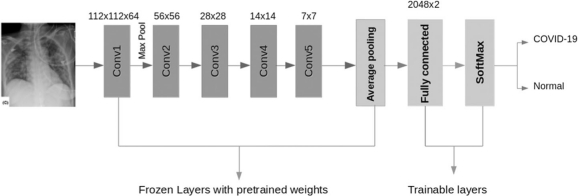 112x112x64
56x56
28x28
14x14
7x7
2048x2
Conv1
Max Pool
Conv2
Conv3
Conv4
Conv5
Average pooling
Fully connected
SoftMax
COVID-19
Normal
Frozen Layers with pretrained weights
Trainable layers